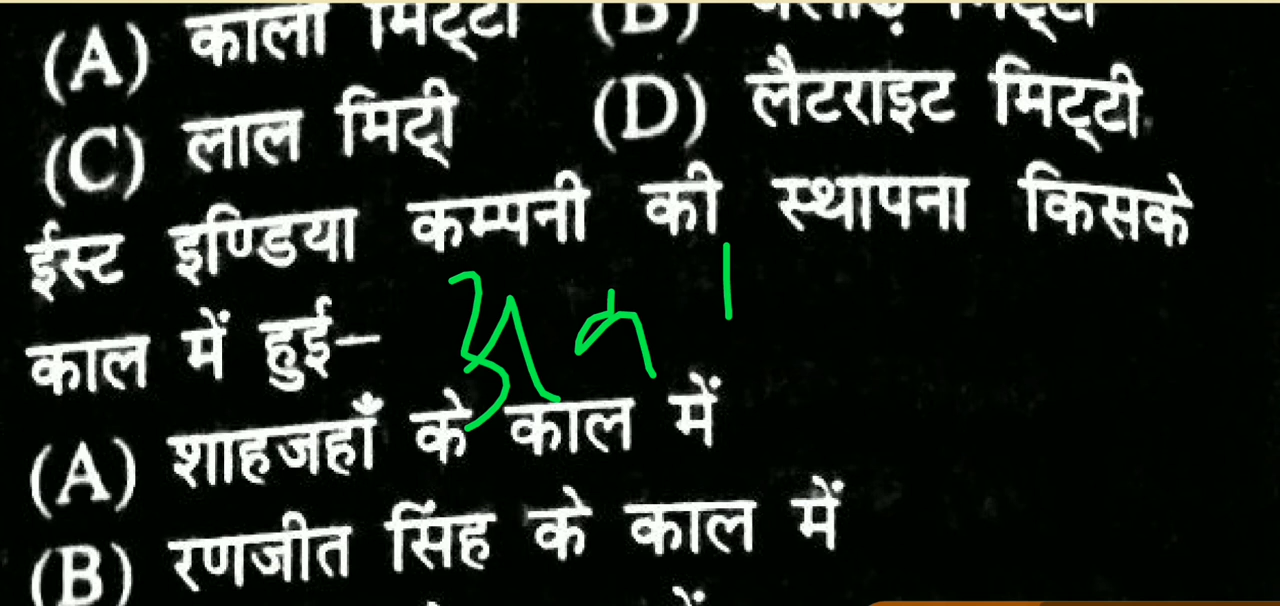 (A) काली मिट्टी (B)
(C) लाल मिट्री (D) लैटराइट मिट्टी
ईस्ट इण्डिया कम्पनी की स्थापना किसके
काल में हुई–
(A) शाहजहाँ के काल में
(B) रणजीत सिंह के काल में